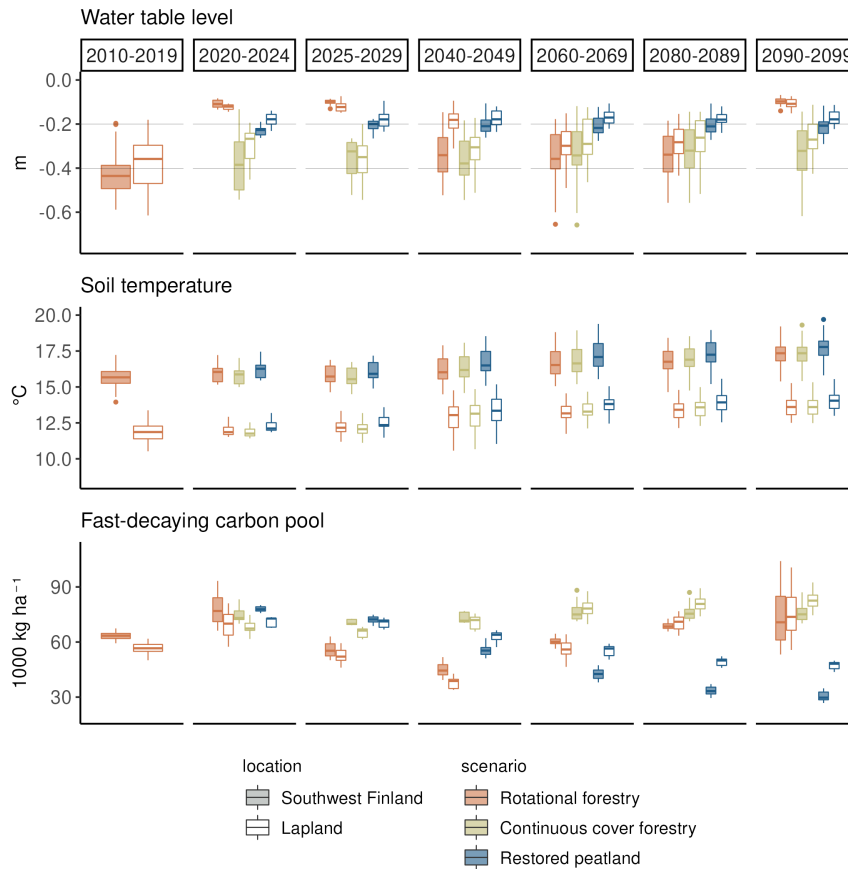 Water table level
2010-2019 2020-2024 2025-2029 2040-2049 2060-2069 2080-2089 2090-2099
0.0
-0.2
-0.4
-0.6
m
Soil temperature
20.0
17.5
15.0
12.5
10.0
°C
Fast-decaying carbon pool
90
60
30
1000 kg ha⁻¹
location
Southwest Finland
Lapland
scenario
Rotational forestry
Continuous cover forestry
Restored peatland